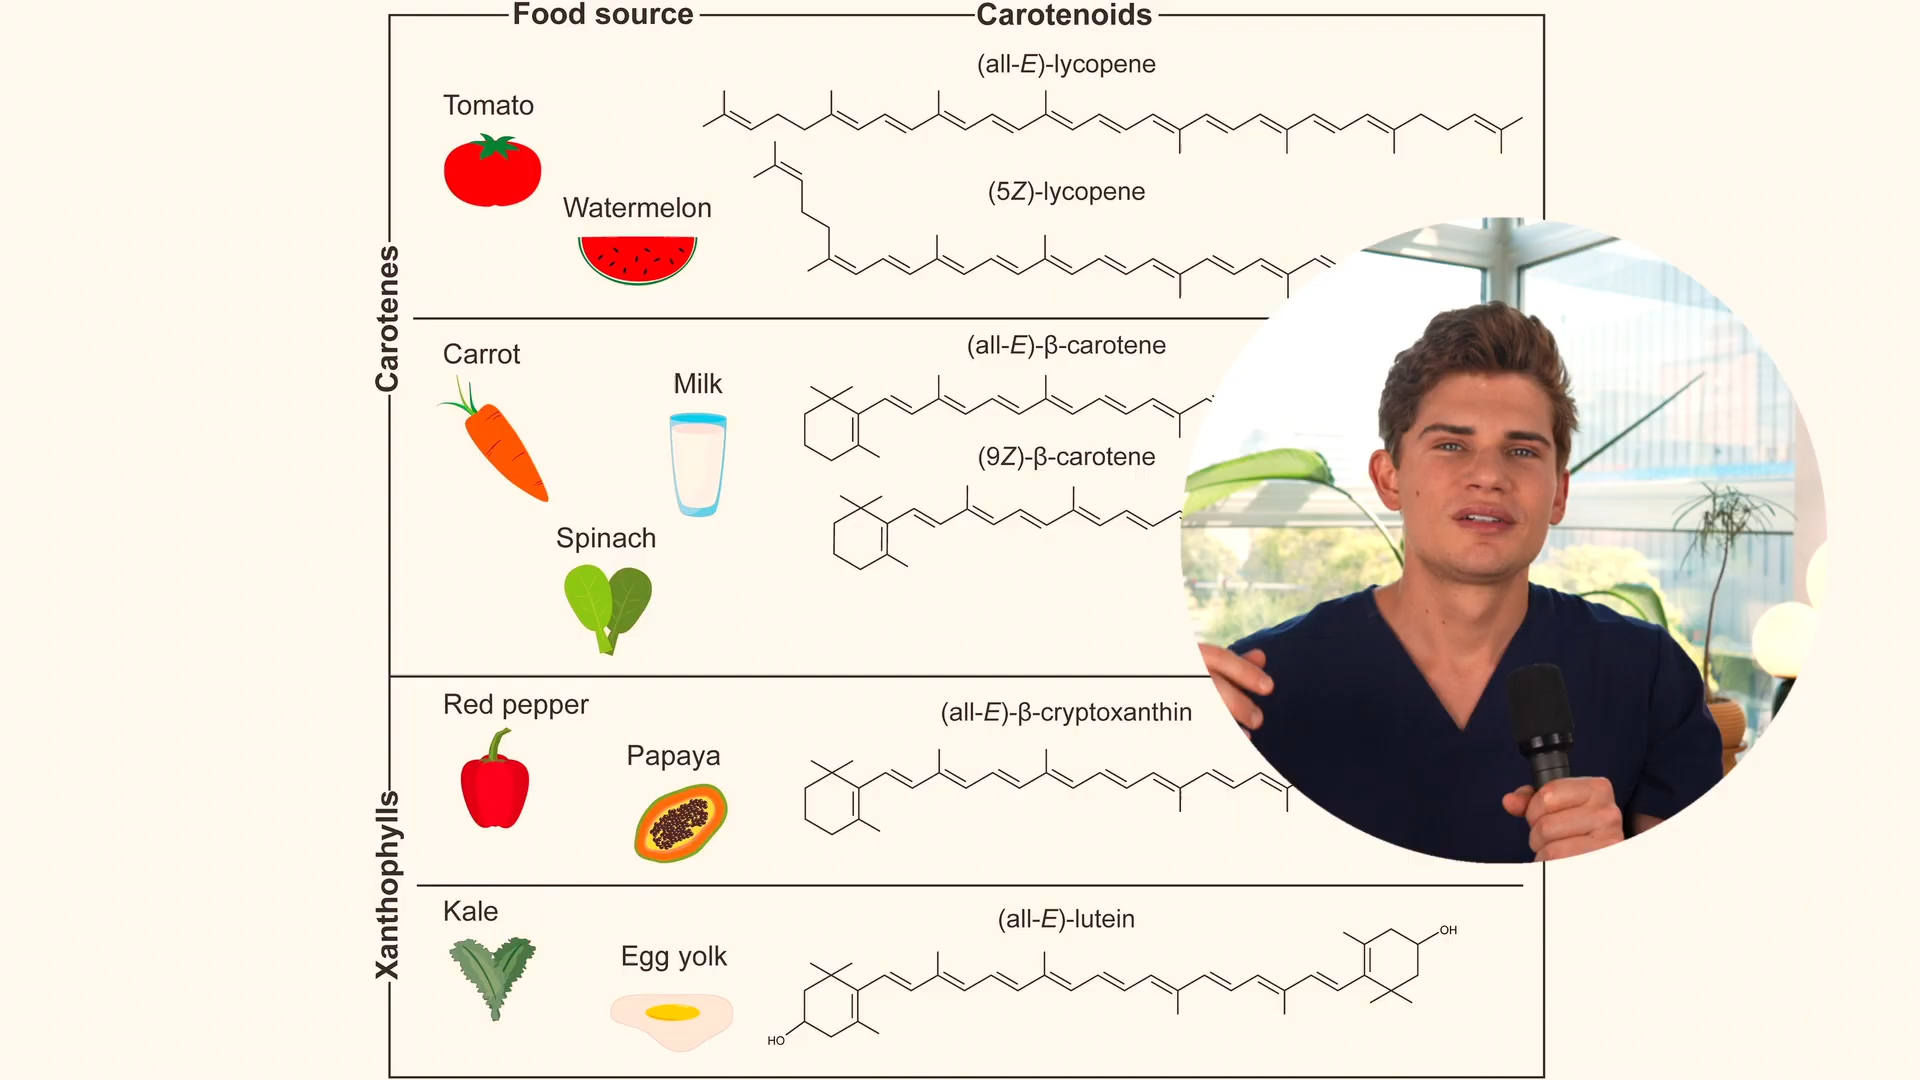 Food source
Carotenoids
Carotenes
(all-E)-lycopene
Tomato
(5Z)-lycopene
Watermelon
(all-E)-β-carotene
Carrot
Milk
(9Z)-β-carotene
Spinach
Xanthophylls
Red pepper
(all-E)-β-cryptoxanthin
Papaya
Kale
(all-E)-lutein
OH
Egg yolk
HO